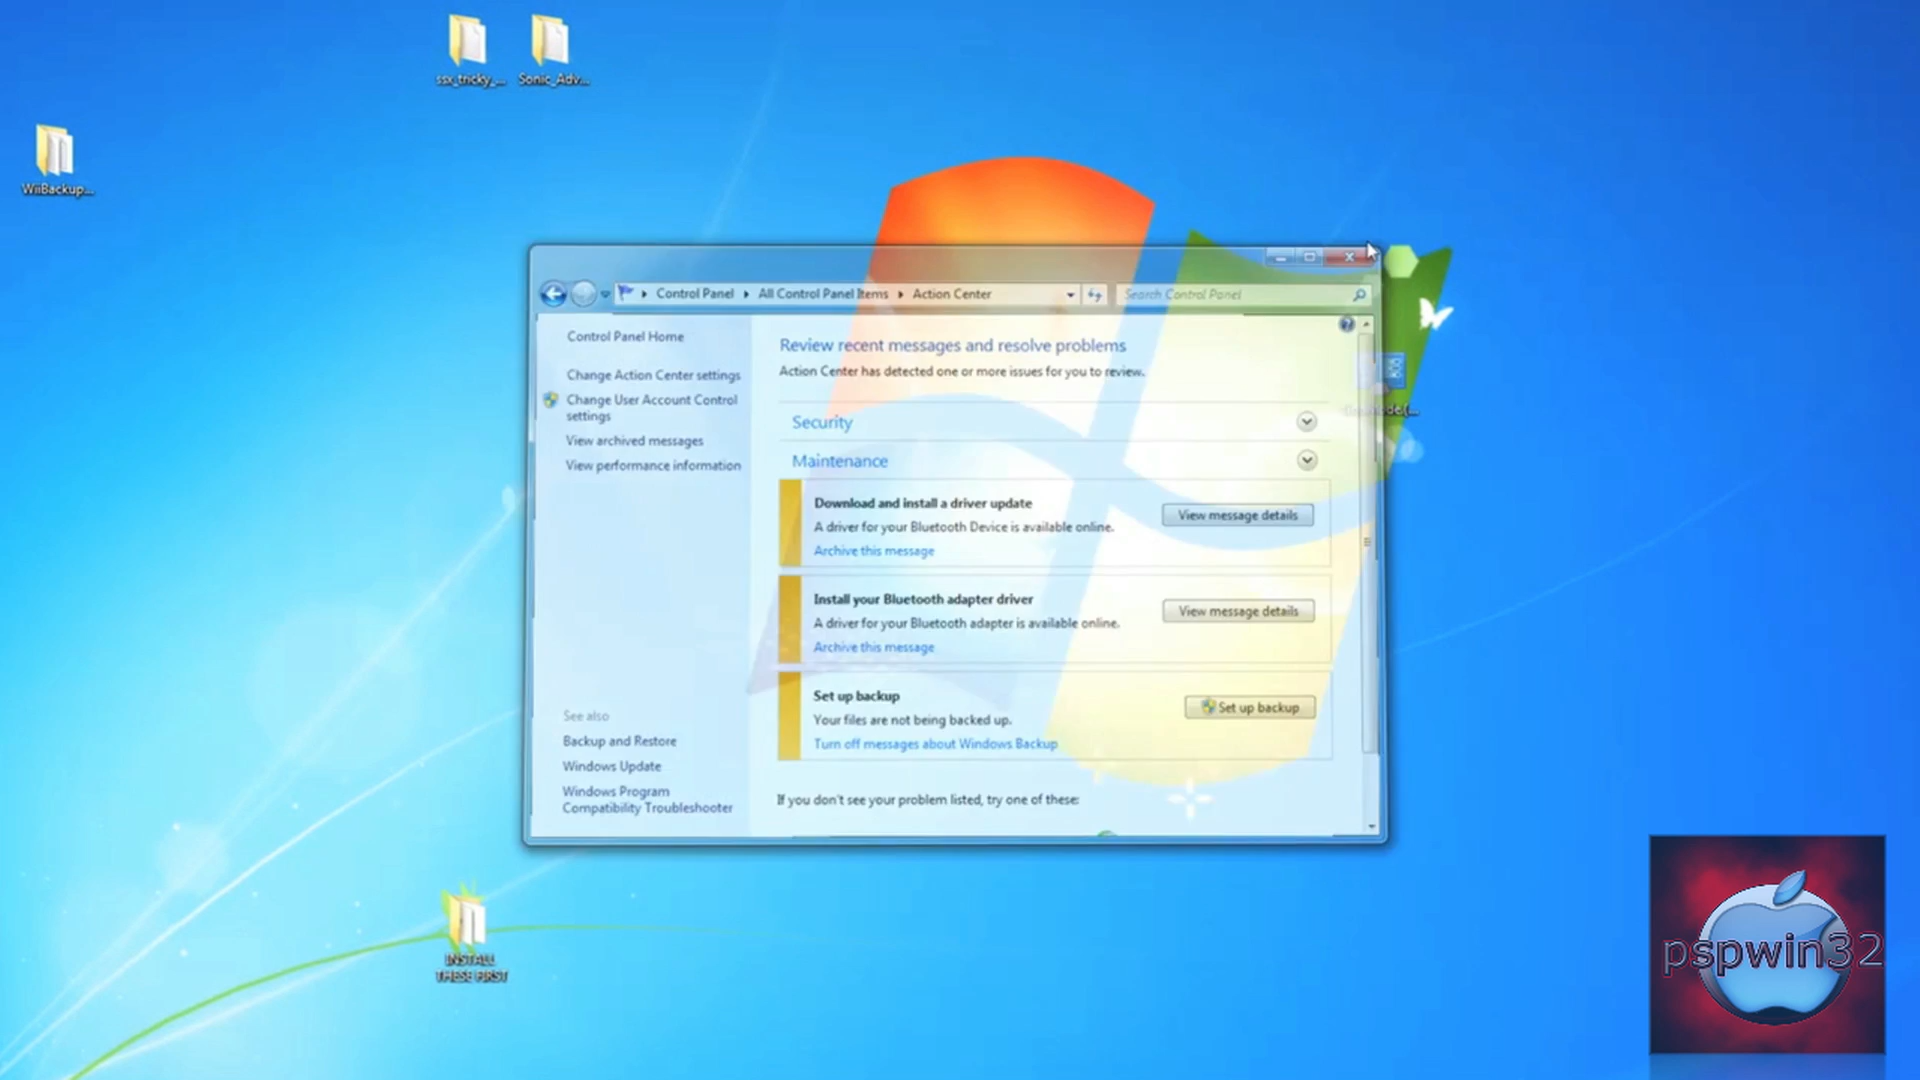 ssx_tricky_...
Sonic_Adv...
WiiBackup...
Control Panel
All Control Panel Items
Action Center
Search Control Panel
Control Panel Home
Change Action Center settings
Change User Account Control
settings
View archived messages
View performance information
See also
Backup and Restore
Windows Update
Windows Program
Compatibility Troubleshooter
Review recent messages and resolve problems
Action Center has detected one or more issues for you to review.
Security
Maintenance
Download and install a driver update
A driver for your Bluetooth Device is available online.
Archive this message
View message details
Install your Bluetooth adapter driver
A driver for your Bluetooth adapter is available online.
Archive this message
View message details
Set up backup
Your files are not being backed up.
Turn off messages about Windows Backup
Set up backup
If you don't see your problem listed, try one of these:
INSTALL
THESE FIRST
pspwin32